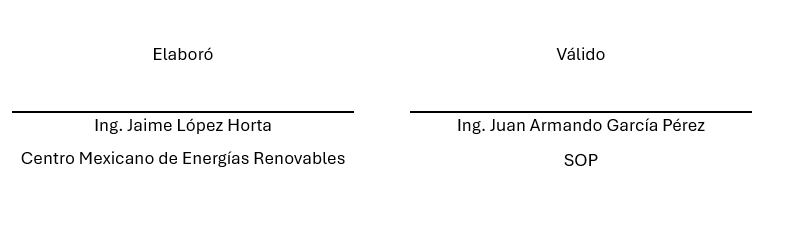 Elaboró
Válido
Ing. Jaime López Horta
Ing. Juan Armando García Pérez
Centro Mexicano de Energías Renovables
SOP